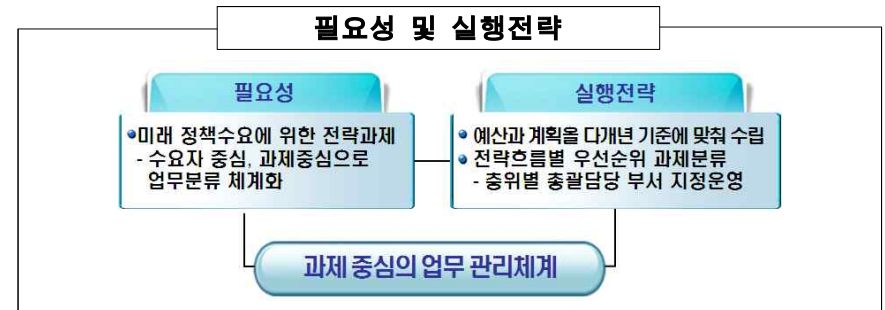 필요성 및 실행전략
필요성
●미래 정책수요에 위한 전략과제
- 수요자 중심, 과제중심으로
업무분류 체계화
실행전략
● 예산과 계획을 다개년 기준에 맞춰 수립
● 전략흐름별 우선순위 과제분류
- 층위별 총괄담당 부서 지정운영
과제 중심의 업무 관리체계